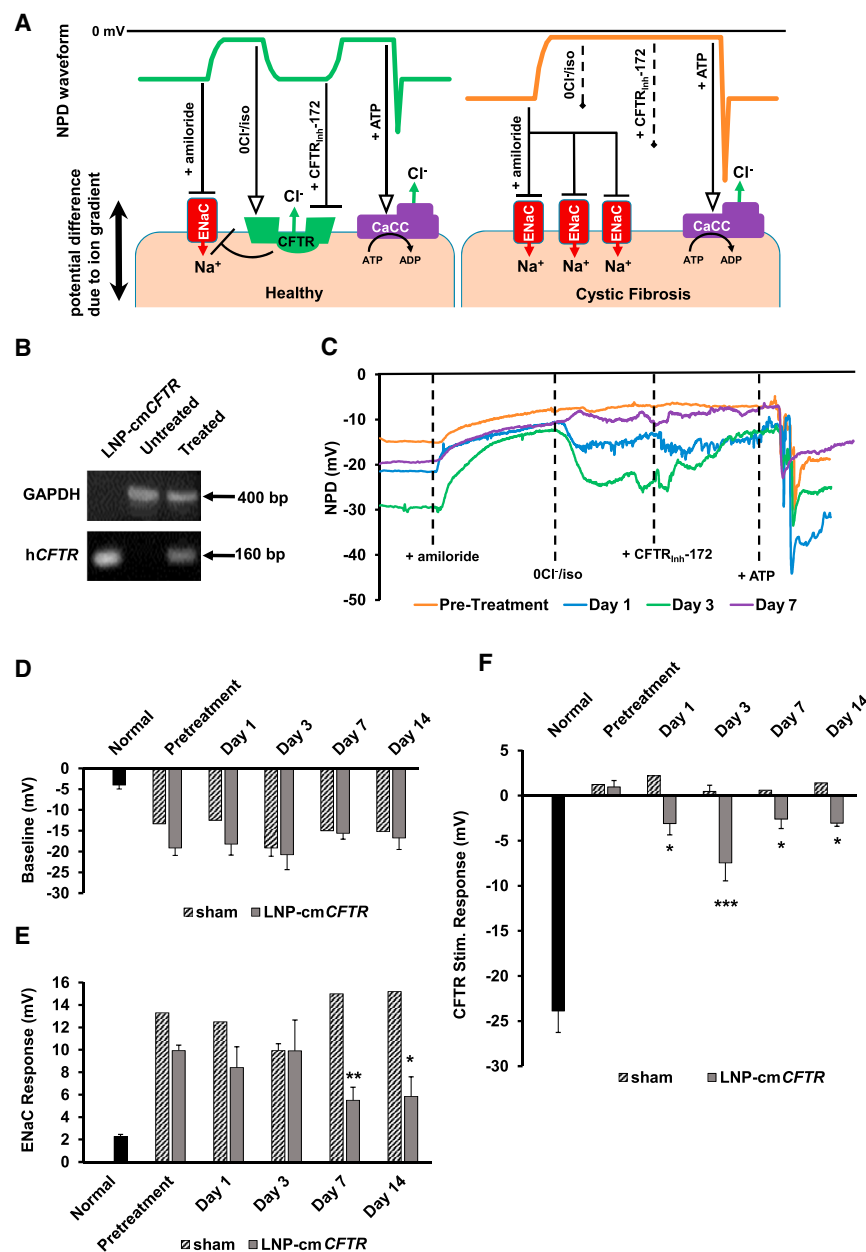 A
0 mV
NPD waveform
+ amiloride
0Cl⁻/iso
+ CFTR_Inh-172
+ ATP
+ amiloride
0Cl⁻/iso
+ CFTR_Inh-172
+ ATP
potential difference
due to ion gradient
ENaC
Na⁺
Cl⁻
CFTR
Cl⁻
CaCC
ATP
ADP
Healthy
ENaC
ENaC
ENaC
Na⁺
Na⁺
Na⁺
Cl⁻
CaCC
ATP
ADP
Cystic Fibrosis
B
LNP-cmCFTR
Untreated
Treated
GAPDH
400 bp
hCFTR
160 bp
C
NPD (mV)
0
-10
-20
-30
-40
-50
+ amiloride
0Cl⁻/iso
+ CFTR_Inh-172
+ ATP
Pre-Treatment Day 1 Day 3 Day 7
D
Normal
Pretreatment
Day 1
Day 3
Day 7
Day 14
Baseline (mV)
0
-5
-10
-15
-20
-25
-30
sham LNP-cmCFTR
E
ENaC Response (mV)
16
14
12
10
8
6
4
2
0
**
*
Normal
Pretreatment
Day 1
Day 3
Day 7
Day 14
sham LNP-cmCFTR
F
Normal
Pretreatment
Day 1
Day 3
Day 7
Day 14
CFTR Stim. Response (mV)
5
0
-5
-10
-15
-20
-25
-30
*
***
*
*
sham LNP-cmCFTR